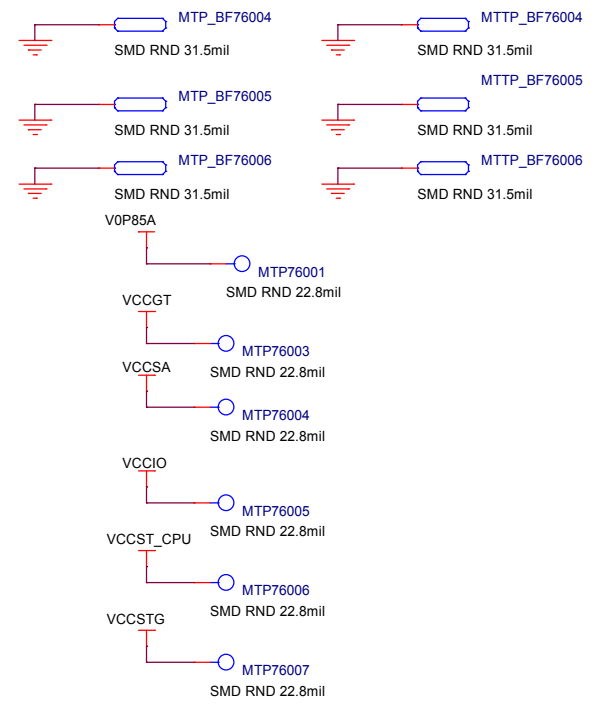 MTP_BF76004
SMD RND 31.5mil
MTTP_BF76004
SMD RND 31.5mil
MTP_BF76005
SMD RND 31.5mil
MTTP_BF76005
SMD RND 31.5mil
MTP_BF76006
SMD RND 31.5mil
MTTP_BF76006
SMD RND 31.5mil
V0P85A
MTP76001
SMD RND 22.8mil
VCCGT
MTP76003
SMD RND 22.8mil
VCCSA
MTP76004
SMD RND 22.8mil
VCCIO
MTP76005
SMD RND 22.8mil
VCCST_CPU
MTP76006
SMD RND 22.8mil
VCCSTG
MTP76007
SMD RND 22.8mil